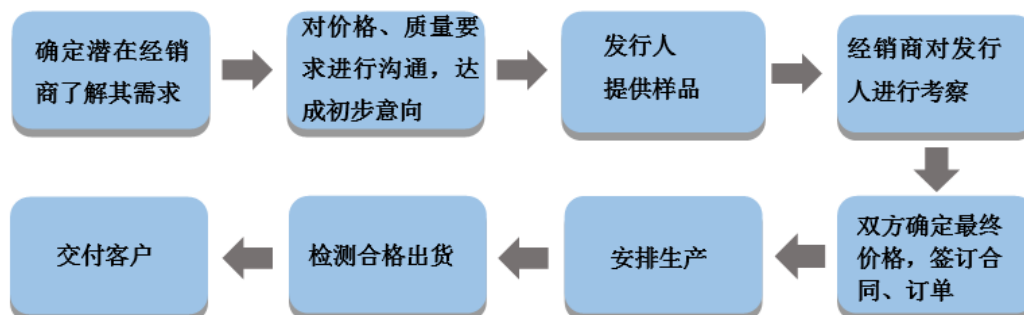 确定潜在经销
商了解其需求
对价格、质量要
求进行沟通，达
成初步意向
发行人
提供样品
经销商对发行
人进行考察
双方确定最终
价格，签订合
同、订单
安排生产
检测合格出货
交付客户